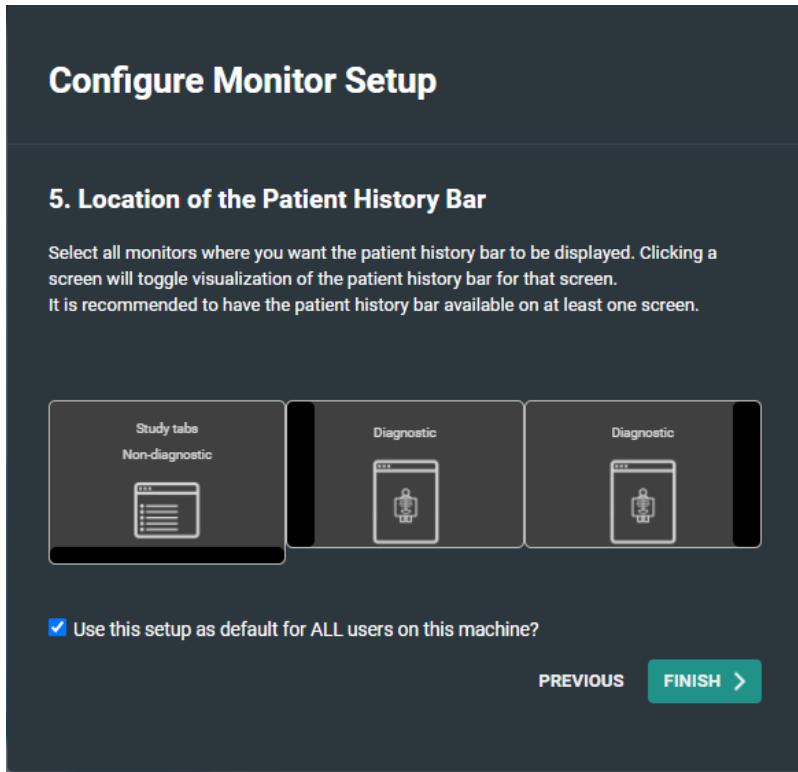 Configure Monitor Setup
5. Location of the Patient History Bar
Select all monitors where you want the patient history bar to be displayed. Clicking a
screen will toggle visualization of the patient history bar for that screen.
It is recommended to have the patient history bar available on at least one screen.
Study tabs
Non-diagnostic
Diagnostic
Diagnostic
Use this setup as default for ALL users on this machine?
PREVIOUS
FINISH